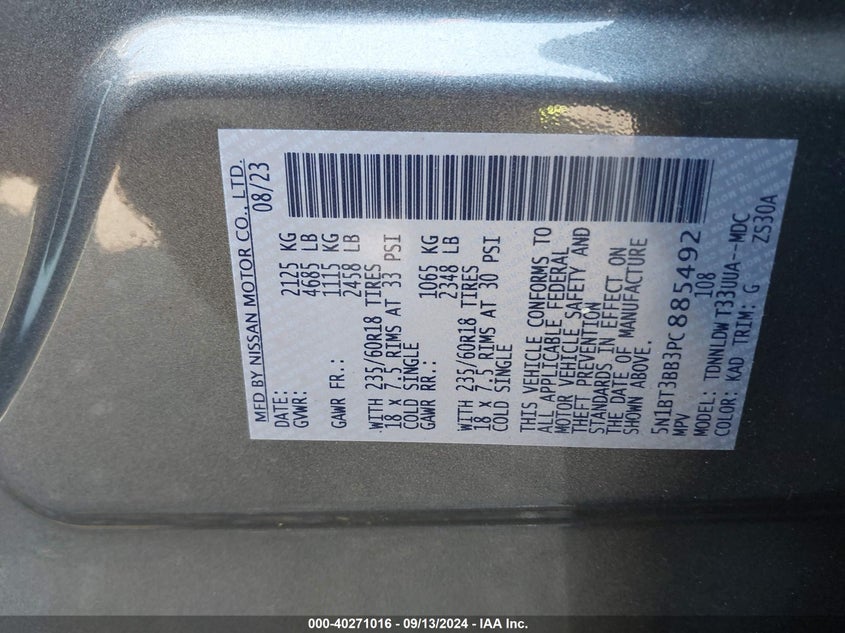 MFD BY NISSAN MOTOR CO., LTD.
DATE: 08/23
GVWR: 2125 KG
4685 LB
GAWR FR.: 1115 KG
2458 LB
WITH 235/60R18 TIRES
18 X 7.5 RIMS AT 33 PSI
COLD SINGLE
GAWR RR.: 1065 KG
2348 LB
WITH 235/60R18 TIRES
18 X 7.5 RIMS AT 30 PSI
COLD SINGLE
THIS VEHICLE CONFORMS TO
ALL APPLICABLE FEDERAL
MOTOR VEHICLE SAFETY AND
THEFT PREVENTION
STANDARDS IN EFFECT ON
THE DATE OF MANUFACTURE
SHOWN ABOVE.
5N1BT3BB3PC885492
MPV 108
MODEL: TDNNLDWT33UUA--MDC
COLOR: KAD TRIM: G ZS30A
000-40271016 - 09/13/2024 - IAA Inc.